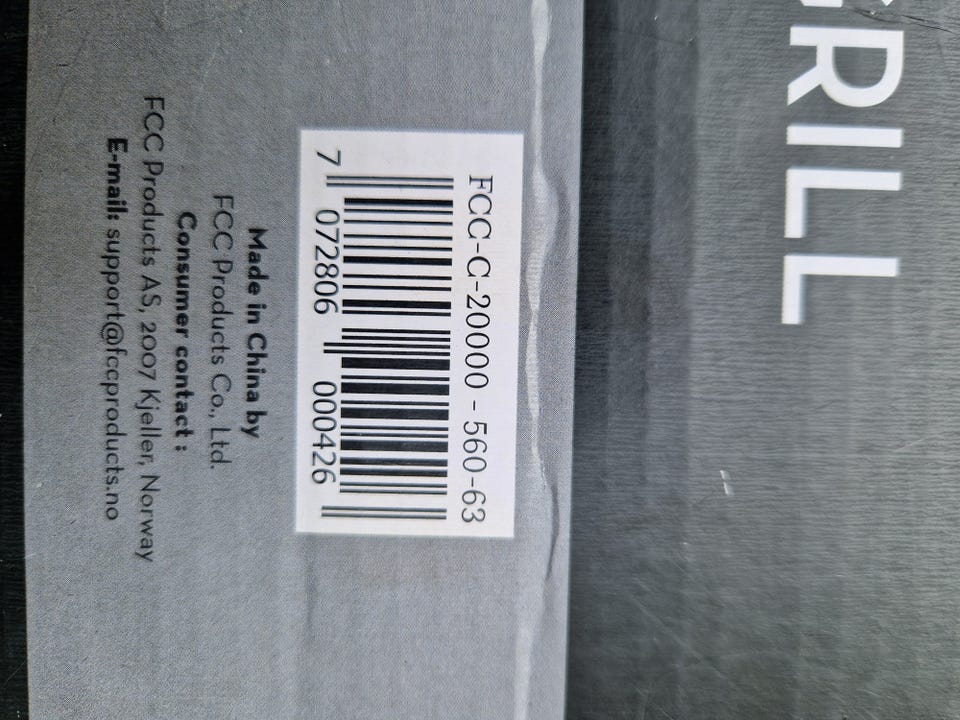 RILL
FCC-C-20000 - 560-63
7 072806 000426
Made in China by
FCC Products Co., Ltd.
Consumer contact :
FCC Products AS, 2007 Kjeller, Norway
E-mail: support@fccproducts.no